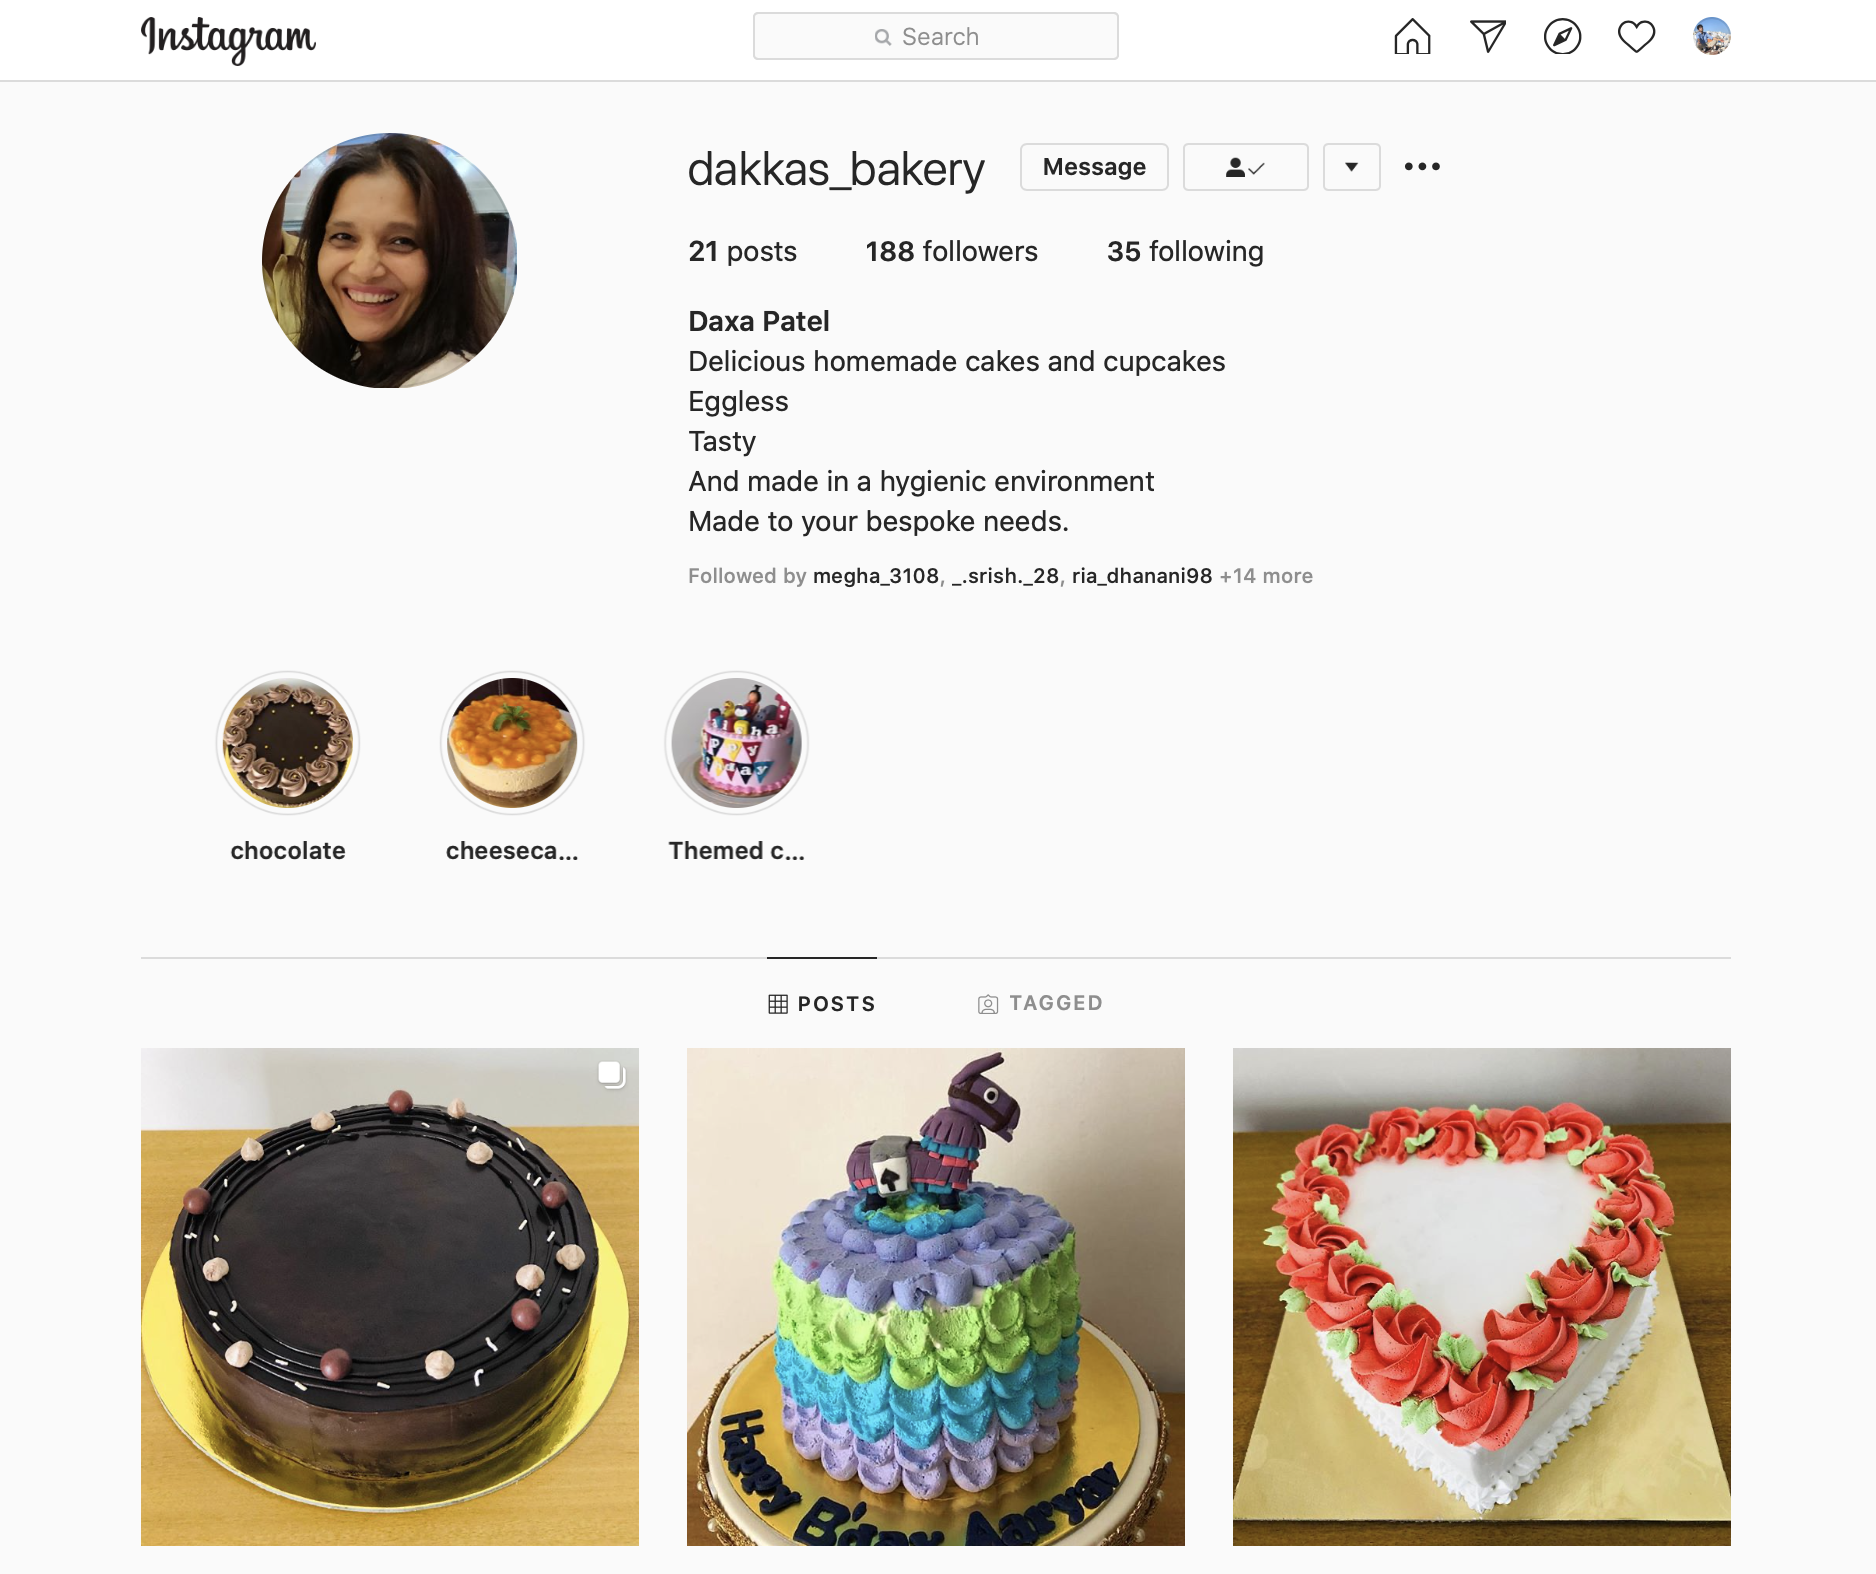 Instagram
Search
dakkas_bakery
Message
21 posts 188 followers 35 following
Daxa Patel
Delicious homemade cakes and cupcakes
Eggless
Tasty
And made in a hygienic environment
Made to your bespoke needs.
Followed by megha_3108, _.srish._28, ria_dhanani98 +14 more
chocolate cheeseca... Themed c...
POSTS TAGGED
Happy B'day Aaryav